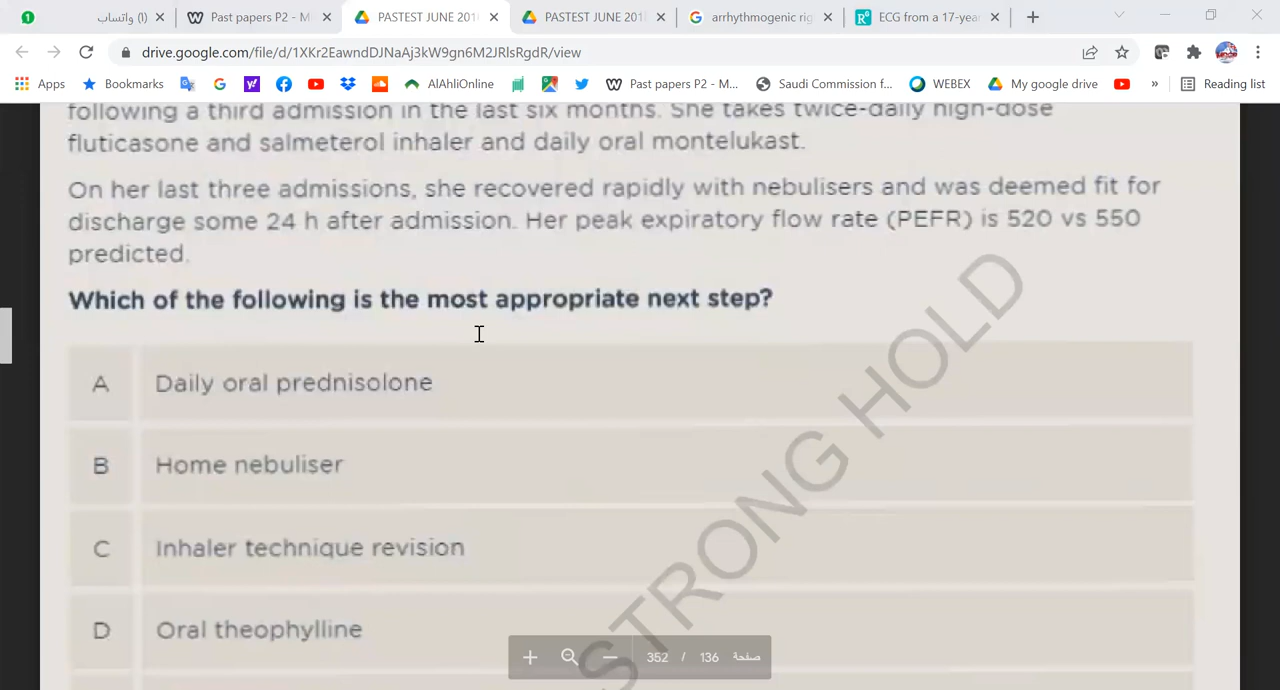 واتساب (1)
Past papers P2 - M
PASTEST JUNE 201
PASTEST JUNE 201
arrhythmogenic rig
ECG from a 17-yea
drive.google.com/file/d/1XKr2EawndDJNaAj3kW9gn6M2JRIsRgdR/view
Apps
Bookmarks
AlAhliOnline
Past papers P2 - M...
Saudi Commission f...
WEBEX
My google drive
»
Reading list
following a third admission in the last six months. She takes twice-daily high-dose
fluticasone and salmeterol inhaler and daily oral montelukast.
On her last three admissions, she recovered rapidly with nebulisers and was deemed fit for
discharge some 24 h after admission. Her peak expiratory flow rate (PEFR) is 520 vs 550
predicted.
Which of the following is the most appropriate next step?
A Daily oral prednisolone
B Home nebuliser
C Inhaler technique revision
D Oral theophylline
STRONG HOLD
352 / 136 صفحة